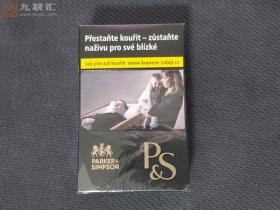 九联汇
Přestaňte kouřit – zůstaňte
naživu pro své blízké
Jak přestat kouřit: www.koureni-zabiji.cz
PARKER &
SIMPSON
P&S